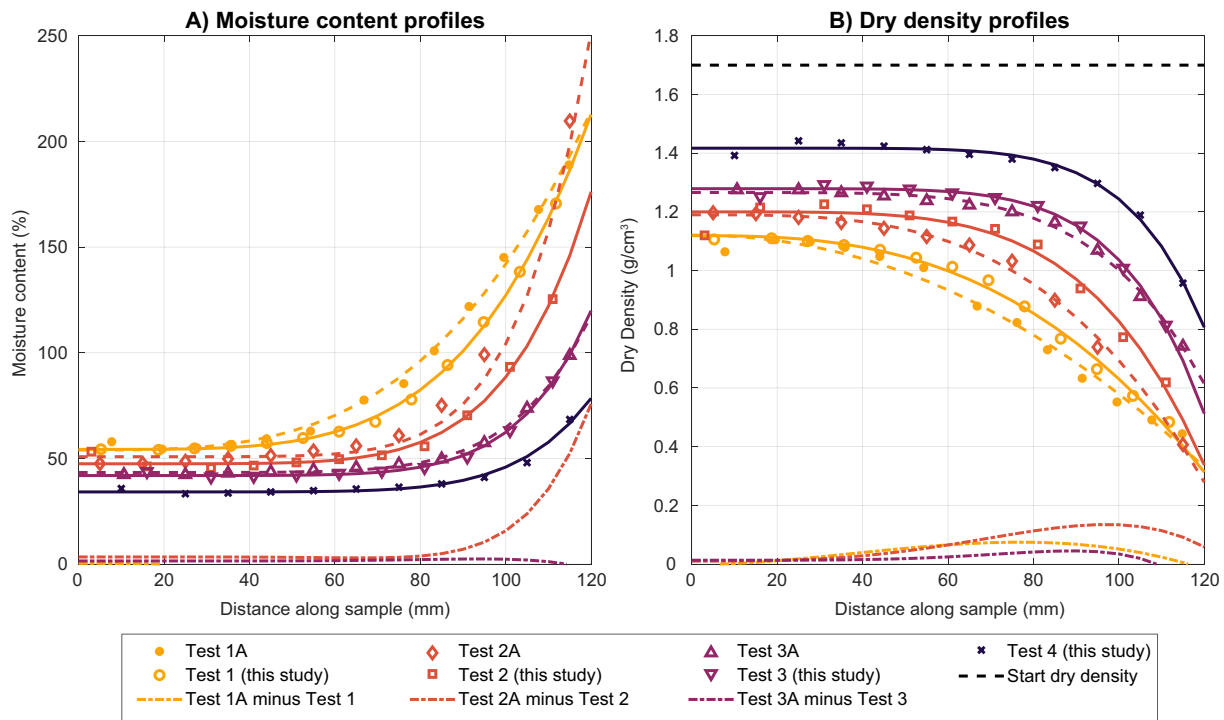 A) Moisture content profiles
250
200
150
100
50
0
Moisture content (%)
0 20 40 60 80 100 120
Distance along sample (mm)
B) Dry density profiles
1.8
1.6
1.4
1.2
1
0.8
0.6
0.4
0.2
0
Dry Density (g/cm³)
0 20 40 60 80 100 120
Distance along sample (mm)
Test 1A Test 2A Test 3A Test 4 (this study)
Test 1 (this study) Test 2 (this study) Test 3 (this study) Start dry density
Test 1A minus Test 1 Test 2A minus Test 2 Test 3A minus Test 3